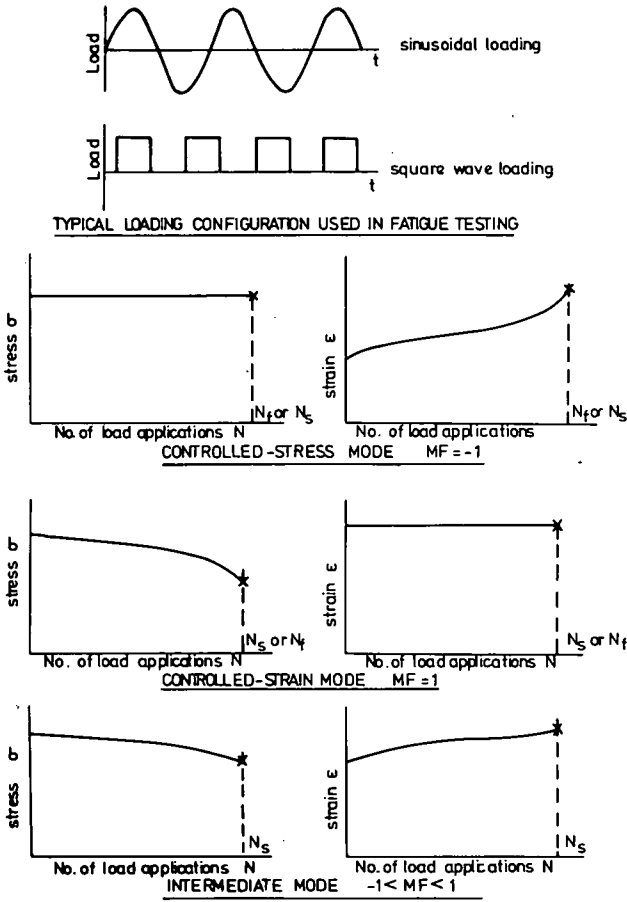 Load
t
sinusoidal loading
Load
t
square wave loading
TYPICAL LOADING CONFIGURATION USED IN FATIGUE TESTING
stress σ
Nf or Ns
No. of load applications N
strain ε
Nf or Ns
No. of load applications
CONTROLLED-STRESS MODE MF = -1
stress σ
Ns or Nf
No. of load applications N
strain ε
Ns or Nf
No. of load applications N
CONTROLLED-STRAIN MODE MF = 1
stress σ
Ns
No. of load applications N
strain ε
Ns
No. of load applications N
INTERMEDIATE MODE -1 < MF < 1